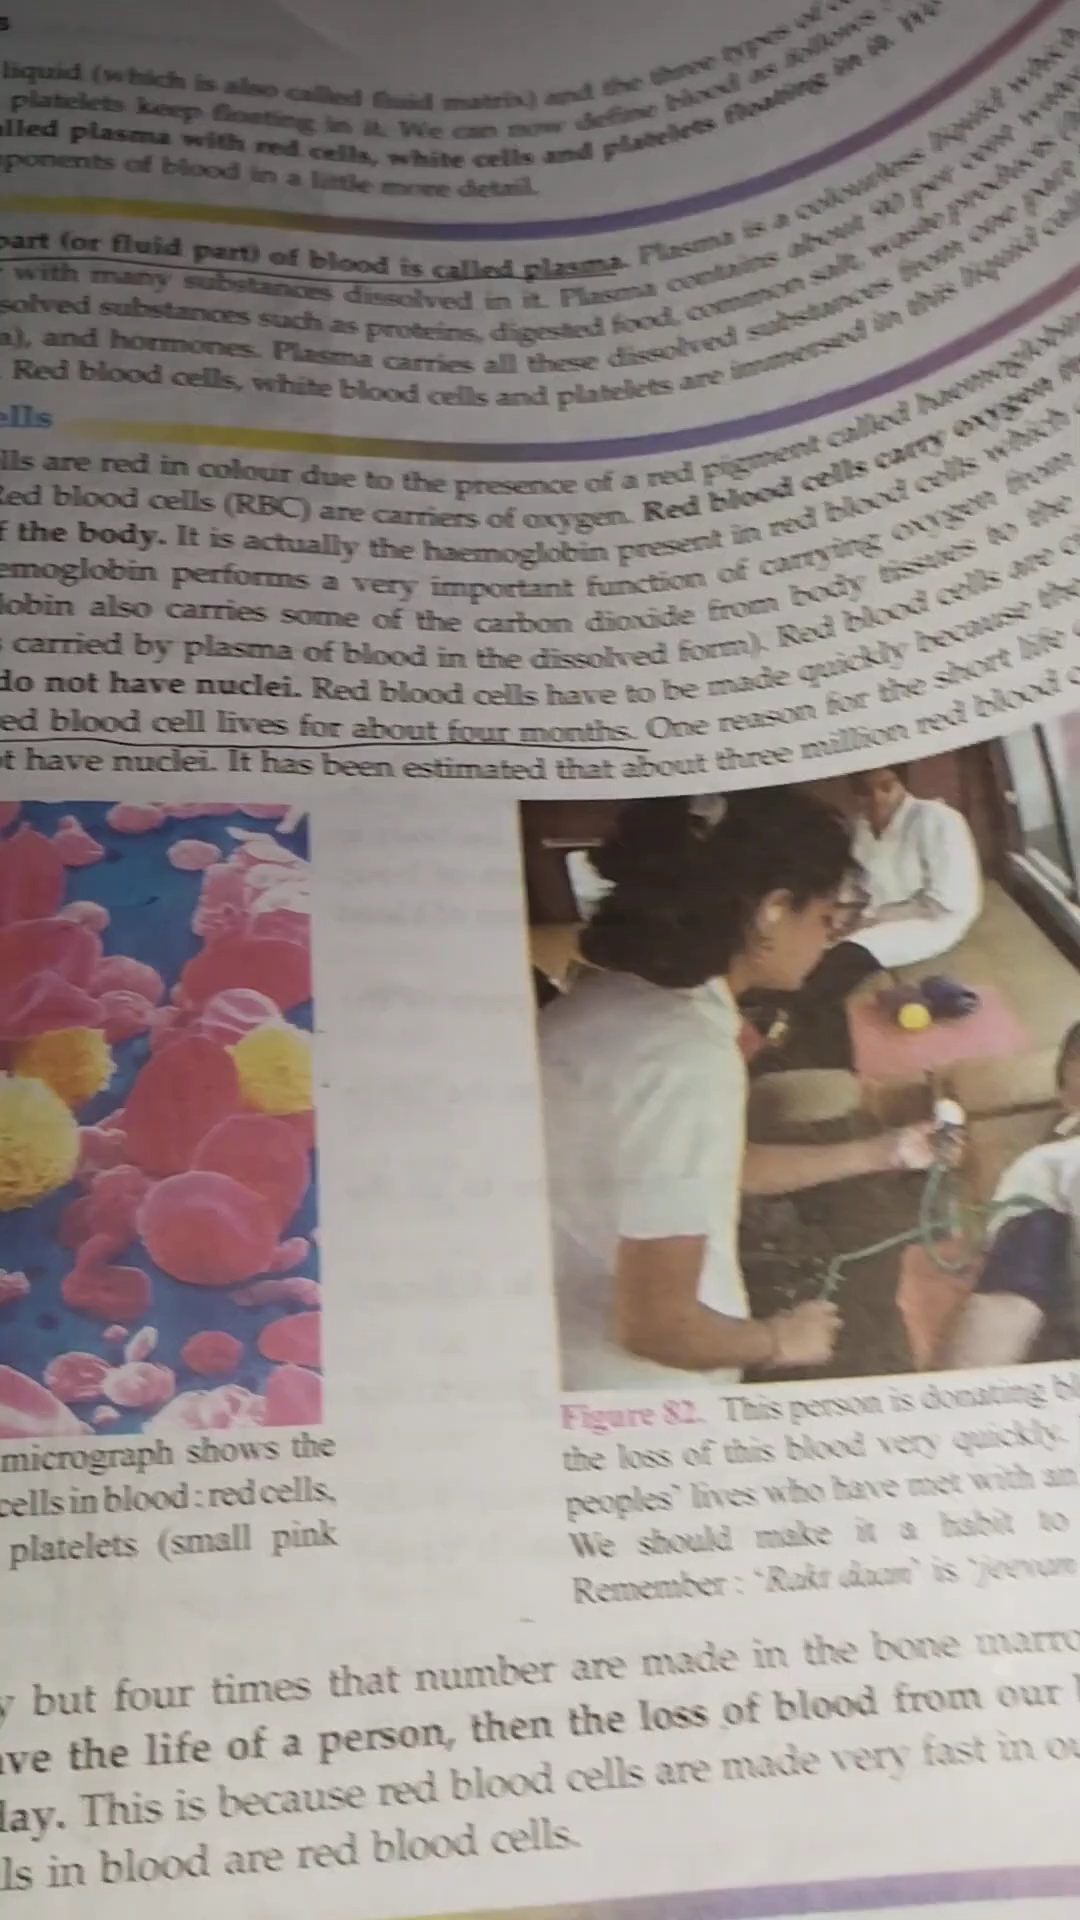 s
liquid (which is also called fluid matrix) and the three types of
platelets keep floating in it. We can now define blood as follows :
alled plasma with red cells, white cells and platelets floating in it. We
ponents of blood in a little more detail.
part (or fluid part) of blood is called plasma. Plasma is a colourless liquid which
with many substances dissolved in it. Plasma contains about 90 per cent
solved substances such as proteins, digested food, common salt, waste products
a), and hormones. Plasma carries all these dissolved substances from one part
Red blood cells, white blood cells and platelets are immersed in this liquid
ells
lls are red in colour due to the presence of a red pigment called haemoglobin
Red blood cells (RBC) are carriers of oxygen. Red blood cells carry oxygen
f the body. It is actually the haemoglobin present in red blood cells which
emoglobin performs a very important function of carrying oxygen from
lobin also carries some of the carbon dioxide from body tissues to the
s carried by plasma of blood in the dissolved form). Red blood cells are
do not have nuclei. Red blood cells have to be made quickly because the
ed blood cell lives for about four months. One reason for the short life
t have nuclei. It has been estimated that about three million red blood
micrograph shows the
cells in blood : red cells,
platelets (small pink
Figure 82. This person is donating bl
the loss of this blood very quickly.
peoples' lives who have met with an
We should make it a habit to
Remember : 'Rakt daan' is 'jeevan
y but four times that number are made in the bone marro
ave the life of a person, then the loss of blood from our
day. This is because red blood cells are made very fast in ou
ls in blood are red blood cells.